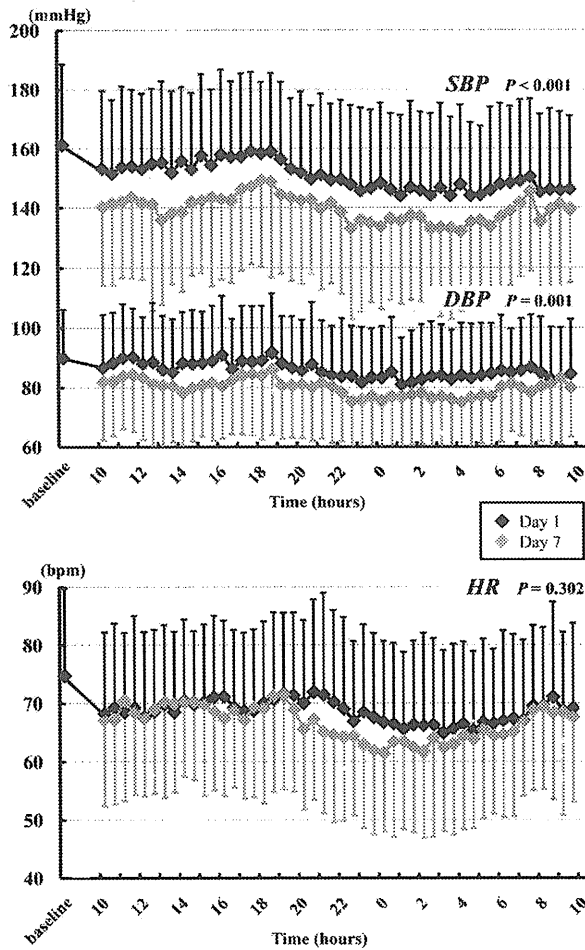 (mmHg)
200
180
160
140
120
100
80
60
SBP P < 0.001
DBP P = 0.001
baseline 10 12 14 16 18 20 22 0 2 4 6 8 10
Time (hours)
Day 1
Day 7
(bpm)
90
80
70
60
50
40
HR P = 0.302
baseline 10 12 14 16 18 20 22 0 2 4 6 8 10
Time (hours)